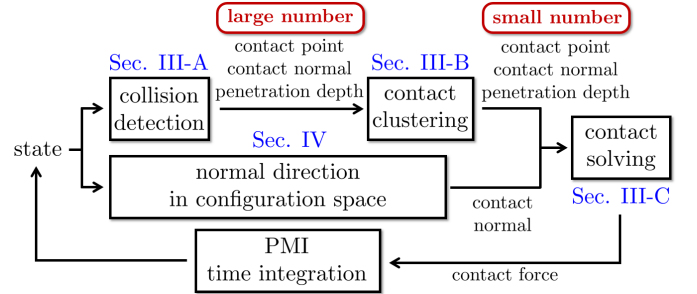 large number
small number
contact point
contact normal
penetration depth
contact point
contact normal
penetration depth
Sec. III-A
Sec. III-B
collision
detection
contact
clustering
Sec. IV
contact
solving
state
normal direction
in configuration space
contact
normal
Sec. III-C
PMI
time integration
contact force